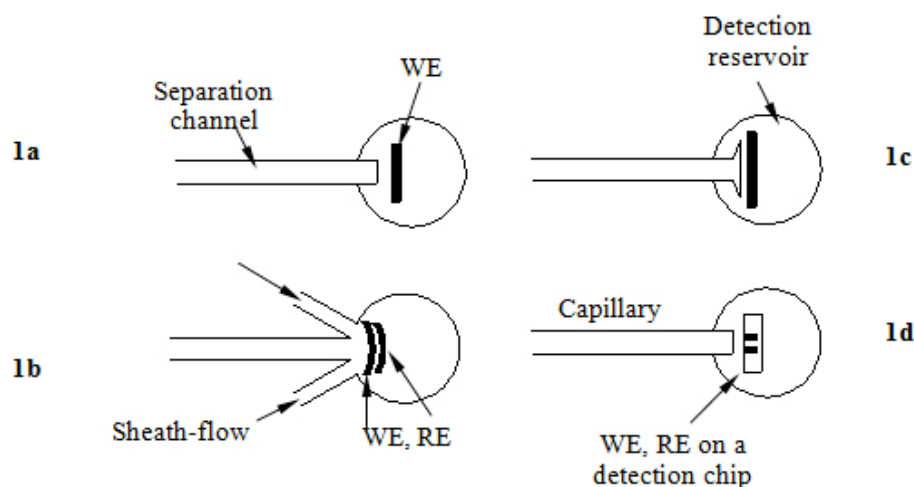 Detection
reservoir
WE
Separation
channel
1a
1c
Capillary
1d
1b
Sheath-flow
WE, RE
WE, RE on a
detection chip